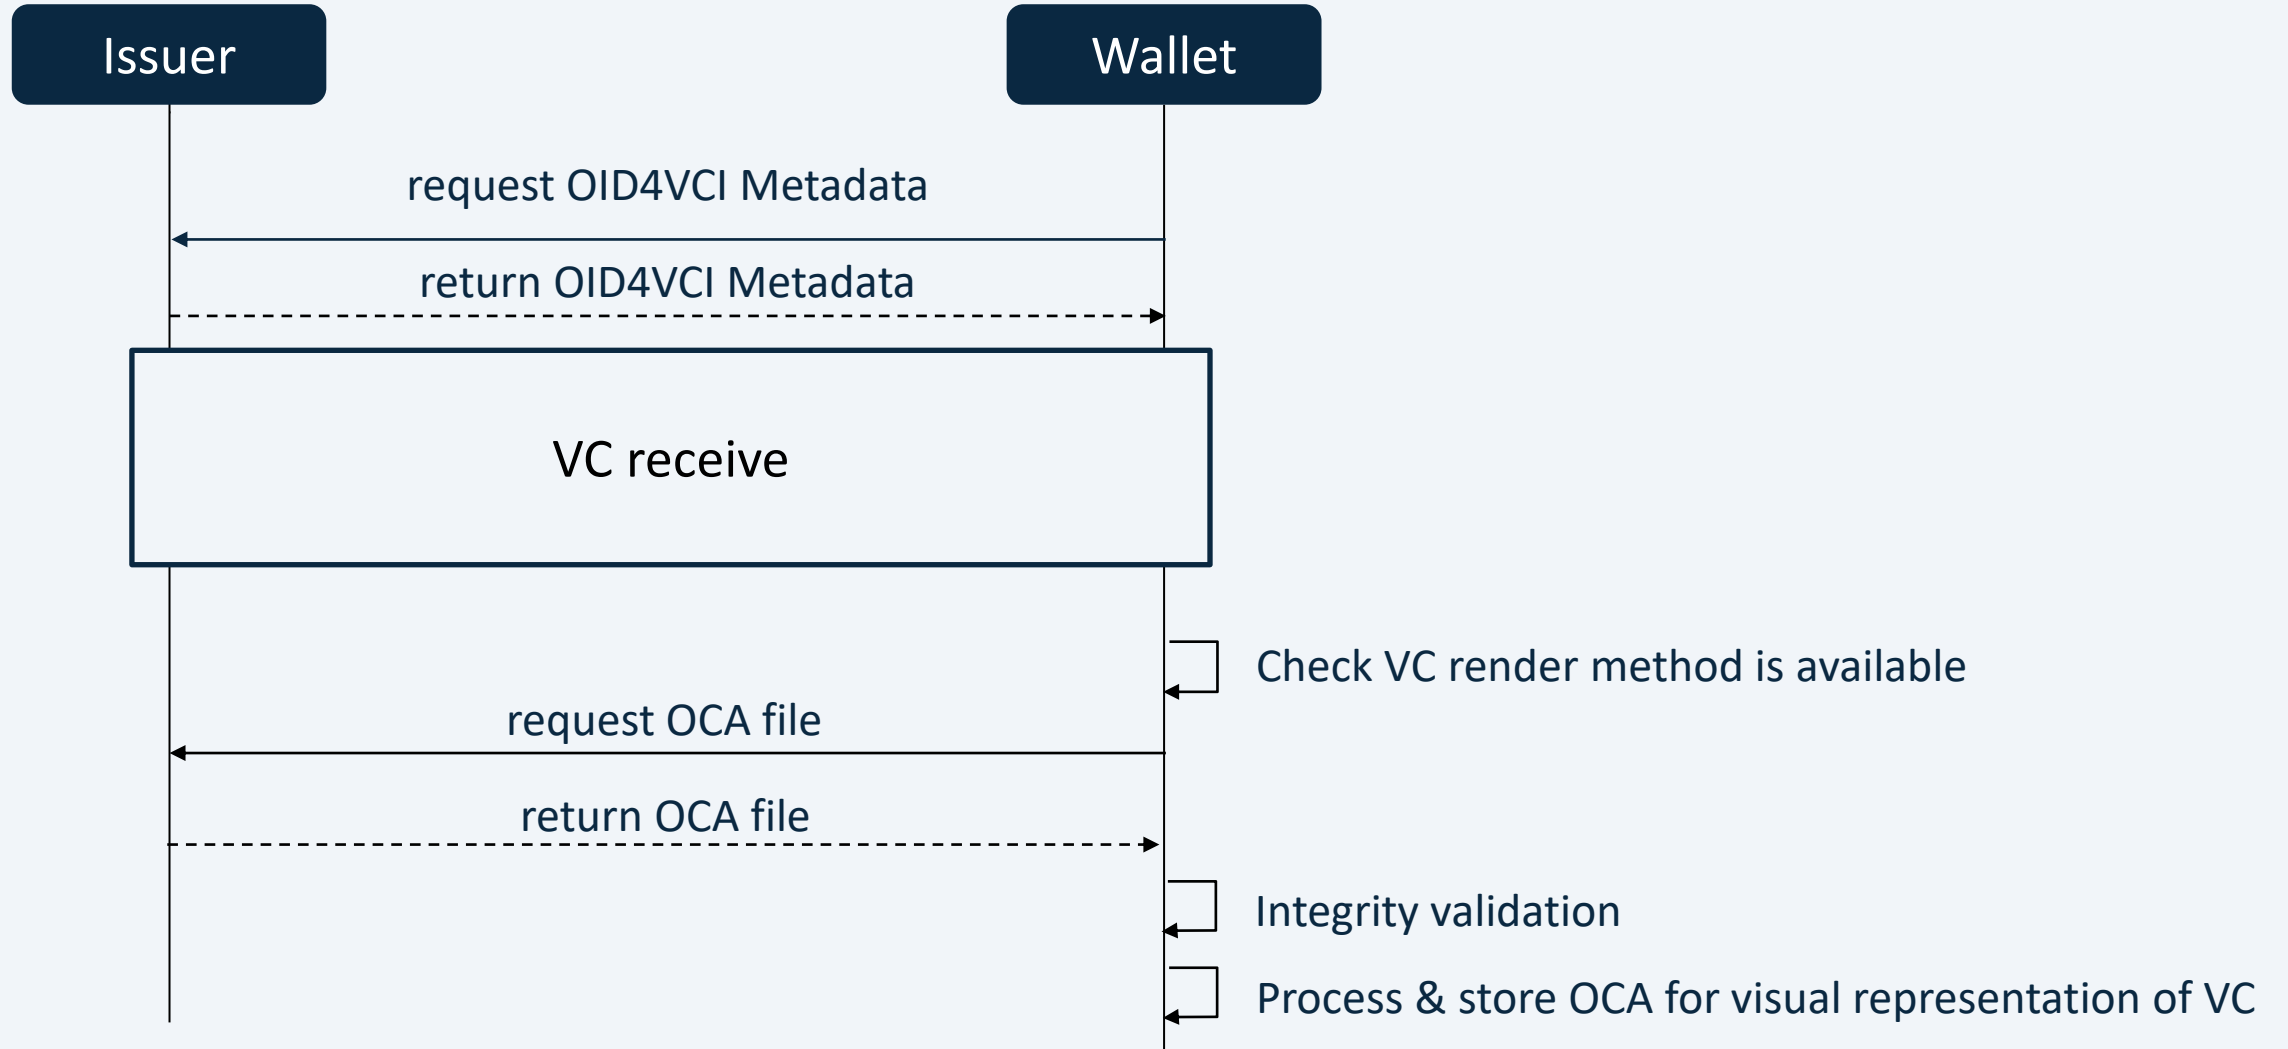 Issuer
Wallet
request OID4VCI Metadata
return OID4VCI Metadata
VC receive
Check VC render method is available
request OCA file
return OCA file
Integrity validation
Process & store OCA for visual representation of VC